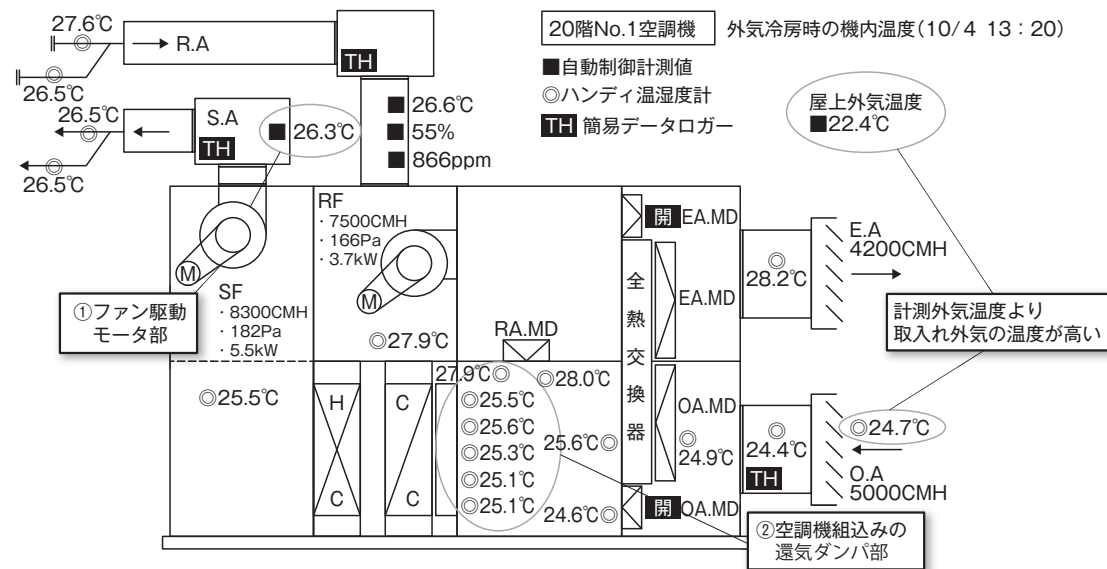 20階No.1空調機 外気冷房時の機内温度(10/4 13：20)
■自動制御計測値
◎ハンディ温湿度計
TH 簡易データロガー
27.6℃
R.A
TH
◎26.5℃
26.5℃
S.A
TH
■26.3℃
◎26.5℃
■26.6℃
■55%
■866ppm
屋上外気温度
■22.4℃
RF
・7500CMH
・166Pa
・3.7kW
M
M
SF
・8300CMH
・182Pa
・5.5kW
①ファン駆動
モータ部
◎27.9℃
RA.MD
開 EA.MD
EA.MD
全熱交換器
E.A
4200CMH
◎
28.2℃
計測外気温度より
取入れ外気の温度が高い
◎25.5℃
H
C
C
C
27.9℃◎
◎28.0℃
◎25.5℃
◎25.6℃
◎25.3℃
◎25.1℃
◎25.1℃
25.6℃◎
24.6℃◎
OA.MD
◎
24.9℃
開 OA.MD
◎
24.4℃
TH
◎24.7℃
O.A
5000CMH
②空調機組込みの
還気ダンパ部